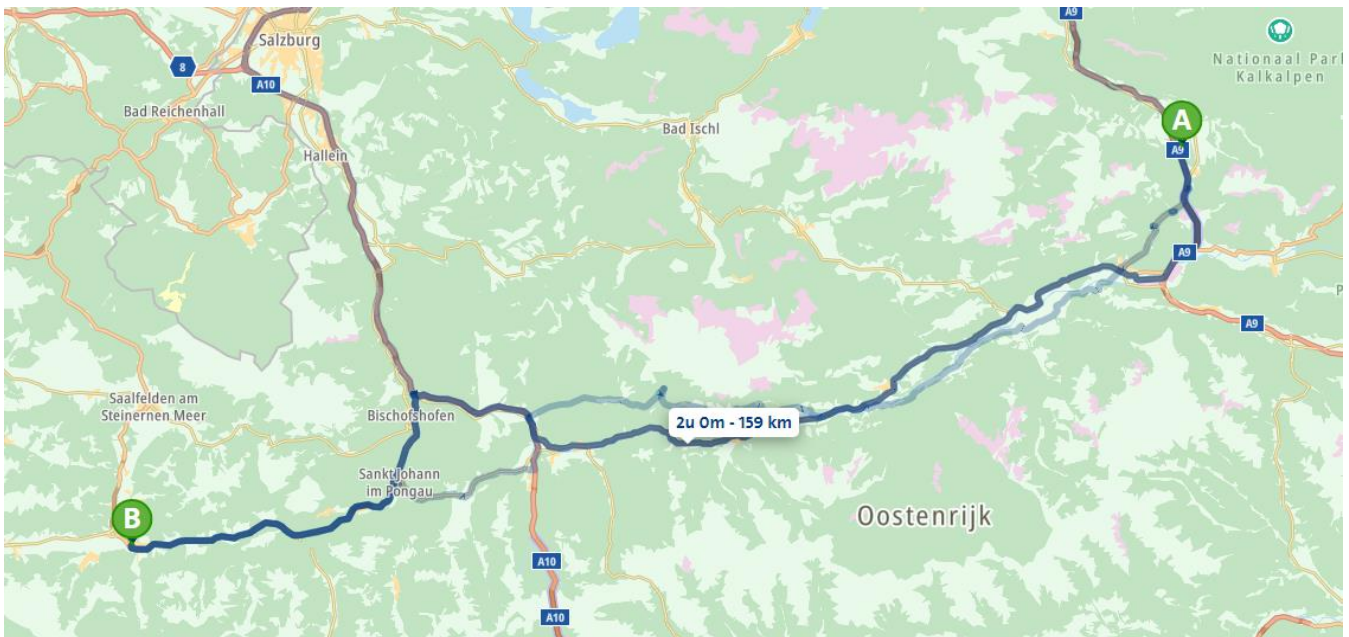 A9
Salzburg
8
Nationaal Par
Kalkalpen
A10
Bad Reichenhall
A
Bad Ischl
Hallein
A9
A9
P
A9
Saalfelden am
Steinernen Meer
Bischofshofen
2u 0m - 159 km
Sankt Johann
im Pongau
B
Oostenrijk
A10
A10